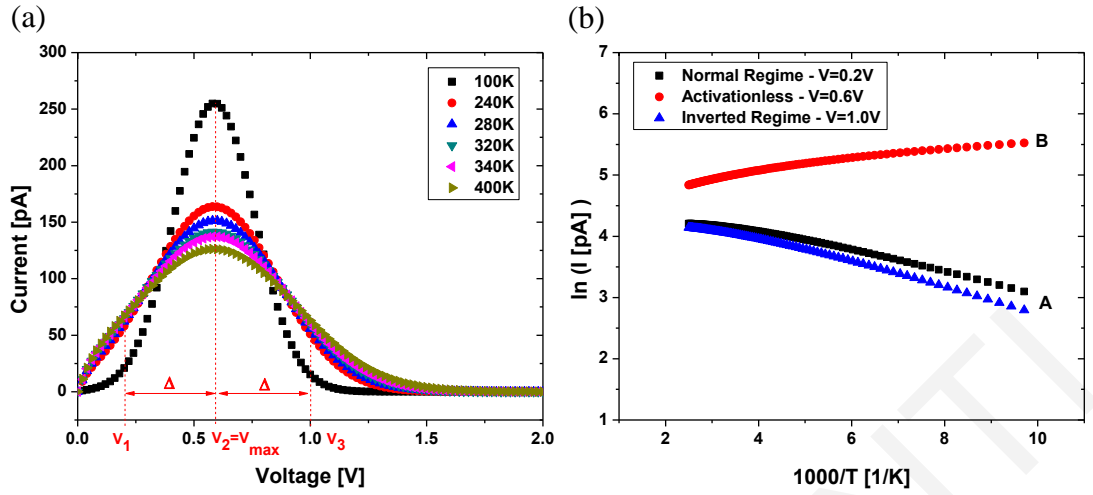 (a)
300
250
200
150
100
50
0
Current [pA]
100K
240K
280K
320K
340K
400K
Δ
Δ
0.0
0.5
1.0
1.5
2.0
V1
V2=Vmax
V3
Voltage [V]
(b)
7
6
5
4
3
2
1
ln (I [pA] )
Normal Regime - V=0.2V
Activationless - V=0.6V
Inverted Regime - V=1.0V
B
A
2
4
6
8
10
1000/T [1/K]